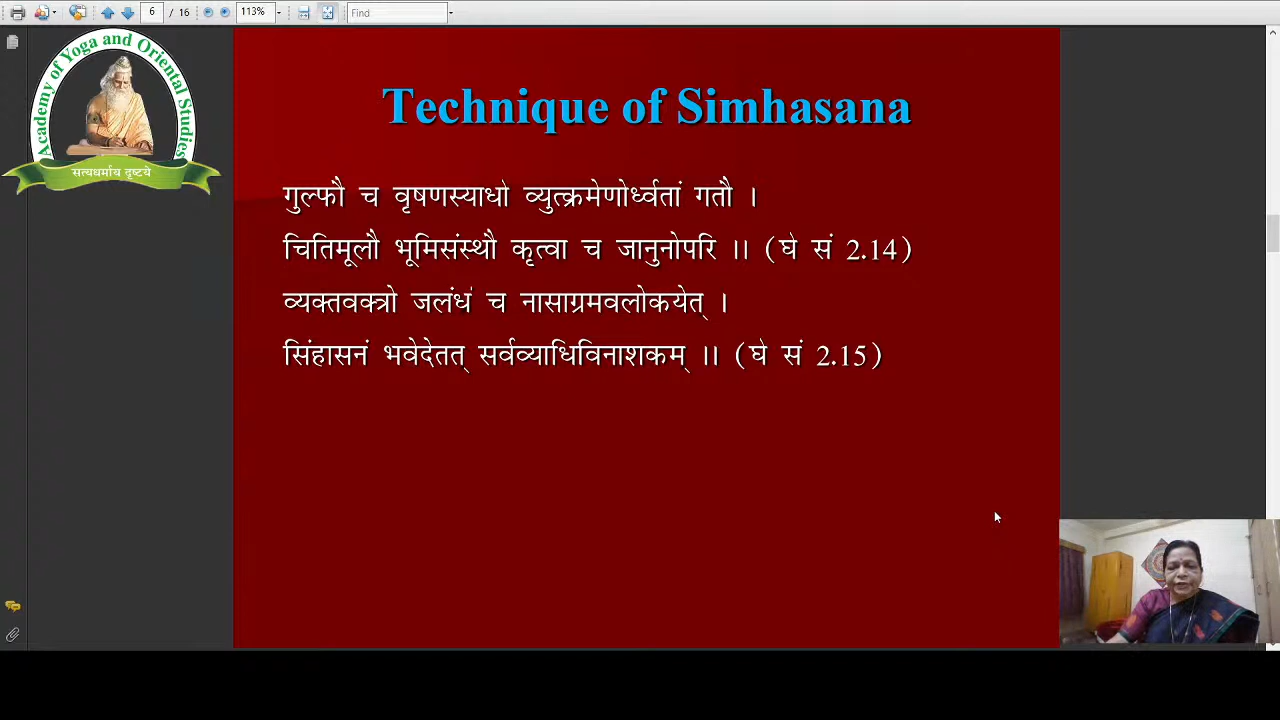 6 / 16
113%
Find
Academy of Yoga and Oriental Studies
सत्यधर्माय दृष्टये
Technique of Simhasana
गुल्फौ च वृषणस्याधो व्युत्क्रमेणोर्ध्वतां गतौ ।
चितिमूलौ भूमिसंस्थौ कृत्वा च जानुनोपरि ।। (घे सं 2.14)
व्यक्तवक्त्रो जलंधं च नासाग्रमवलोकयेत् ।
सिंहासनं भवेदेतत् सर्वव्याधिविनाशकम् ।। (घे सं 2.15)